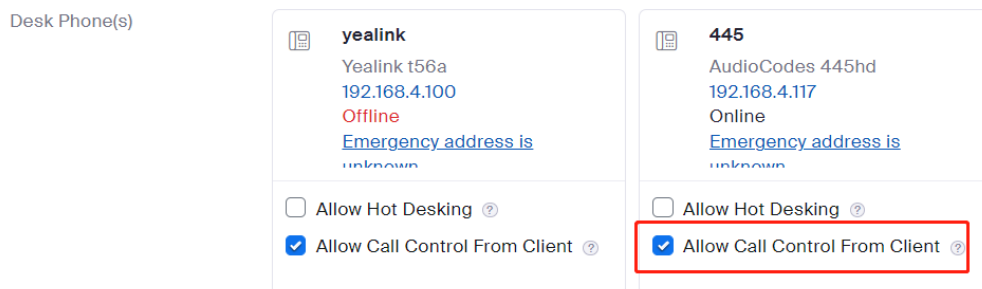 Desk Phone(s)
yealink
Yealink t56a
192.168.4.100
Offline
Emergency address is
unknown
Allow Hot Desking
Allow Call Control From Client
445
AudioCodes 445hd
192.168.4.117
Online
Emergency address is
unknown
Allow Hot Desking
Allow Call Control From Client